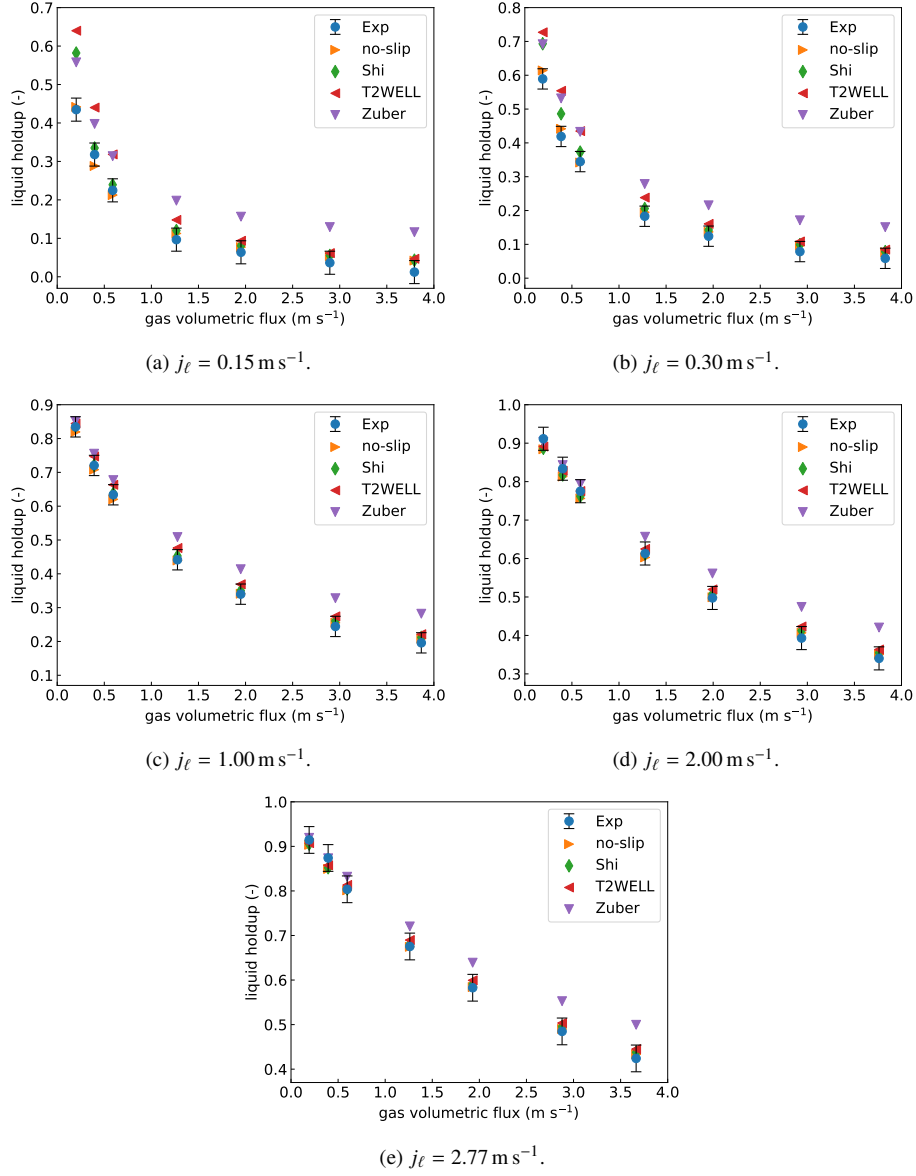 0.7
0.6
0.5
0.4
0.3
0.2
0.1
0.0
liquid holdup (-)
0.0 0.5 1.0 1.5 2.0 2.5 3.0 3.5 4.0
gas volumetric flux (m s⁻¹)
Exp
no-slip
Shi
T2WELL
Zuber
(a) jℓ = 0.15 m s⁻¹.
0.8
0.7
0.6
0.5
0.4
0.3
0.2
0.1
0.0
liquid holdup (-)
0.0 0.5 1.0 1.5 2.0 2.5 3.0 3.5 4.0
gas volumetric flux (m s⁻¹)
Exp
no-slip
Shi
T2WELL
Zuber
(b) jℓ = 0.30 m s⁻¹.
0.9
0.8
0.7
0.6
0.5
0.4
0.3
0.2
0.1
liquid holdup (-)
0.0 0.5 1.0 1.5 2.0 2.5 3.0 3.5 4.0
gas volumetric flux (m s⁻¹)
Exp
no-slip
Shi
T2WELL
Zuber
(c) jℓ = 1.00 m s⁻¹.
1.0
0.9
0.8
0.7
0.6
0.5
0.4
0.3
liquid holdup (-)
0.0 0.5 1.0 1.5 2.0 2.5 3.0 3.5 4.0
gas volumetric flux (m s⁻¹)
Exp
no-slip
Shi
T2WELL
Zuber
(d) jℓ = 2.00 m s⁻¹.
1.0
0.9
0.8
0.7
0.6
0.5
0.4
liquid holdup (-)
0.0 0.5 1.0 1.5 2.0 2.5 3.0 3.5 4.0
gas volumetric flux (m s⁻¹)
Exp
no-slip
Shi
T2WELL
Zuber
(e) jℓ = 2.77 m s⁻¹.